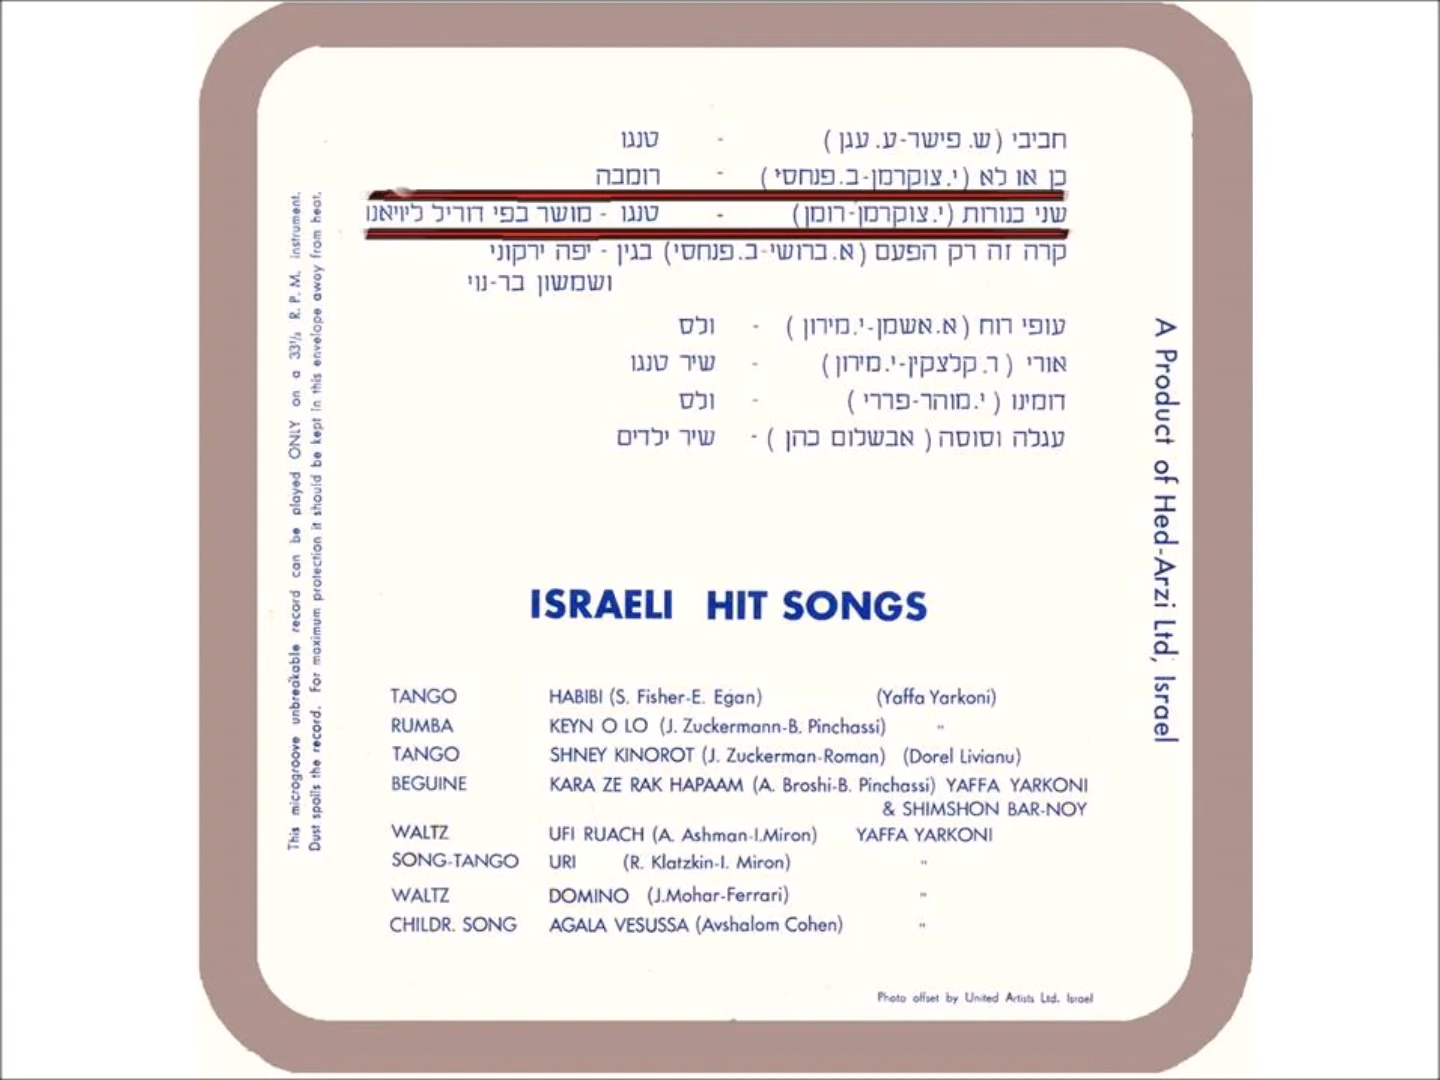 חביבי (ש. פישר-ע. עגן) - טנגו
כן או לא (י. צוקרמן-ב. פנחסי) - רומבה
שני כנורות (י. צוקרמן-רומן) - טנגו - מושר בפי דוריל ליויאנו
קרה זה רק הפעם (א. ברושי-ב. פנחסי) בגין - יפה ירקוני
ושמשון בר-נוי
עופי רוח (א. אשמן-י. מירון) - ולס
אורי (ר. קלצקין-י. מירון) - שיר טנגו
דומינו (י. מוהר-פררי) - ולס
עגלה וסוסה (אבשלום כהן) - שיר ילדים
ISRAELI HIT SONGS
TANGO HABIBI (S. Fisher-E. Egan) (Yaffa Yarkoni)
RUMBA KEYN O LO (J. Zuckermann-B. Pinchassi) "
TANGO SHNEY KINOROT (J. Zuckerman-Roman) (Dorel Livianu)
BEGUINE KARA ZE RAK HAPAAM (A. Broshi-B. Pinchassi) YAFFA YARKONI
& SHIMSHON BAR-NOY
WALTZ UFI RUACH (A. Ashman-I.Miron) YAFFA YARKONI
SONG-TANGO URI (R. Klatzkin-I. Miron) "
WALTZ DOMINO (J.Mohar-Ferrari) "
CHILDR. SONG AGALA VESUSSA (Avshalom Cohen) "
Photo offset by United Artists Ltd. Israel
This microgroove unbreakable record can be played ONLY on a 33⅓ R. P. M. instrument.
Dust spoils the record. For maximum protection it should be kept in this envelope away from heat.
A Product of Hed-Arzi Ltd, Israel